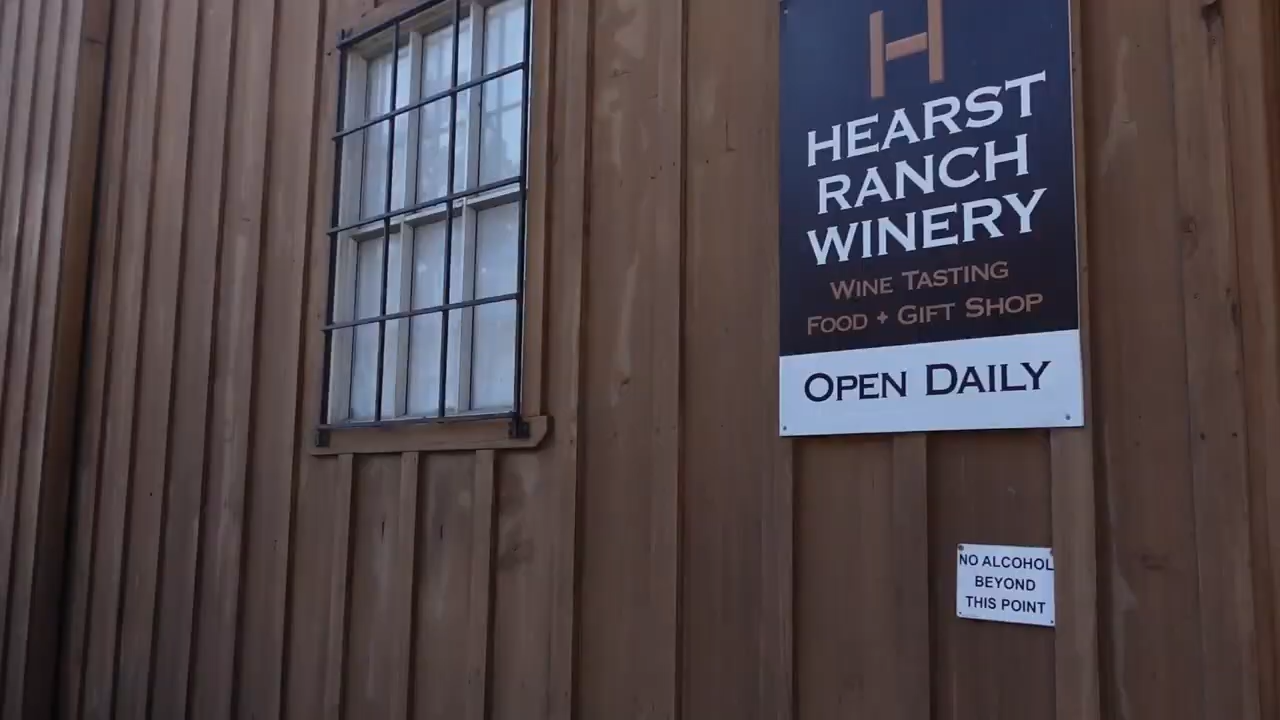 H
HEARST
RANCH
WINERY
WINE TASTING
FOOD + GIFT SHOP
OPEN DAILY
NO ALCOHOL
BEYOND
THIS POINT